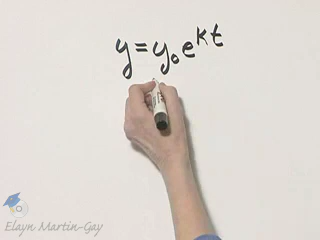 y = y₀e^{kt}
Elayn Martin-Gay